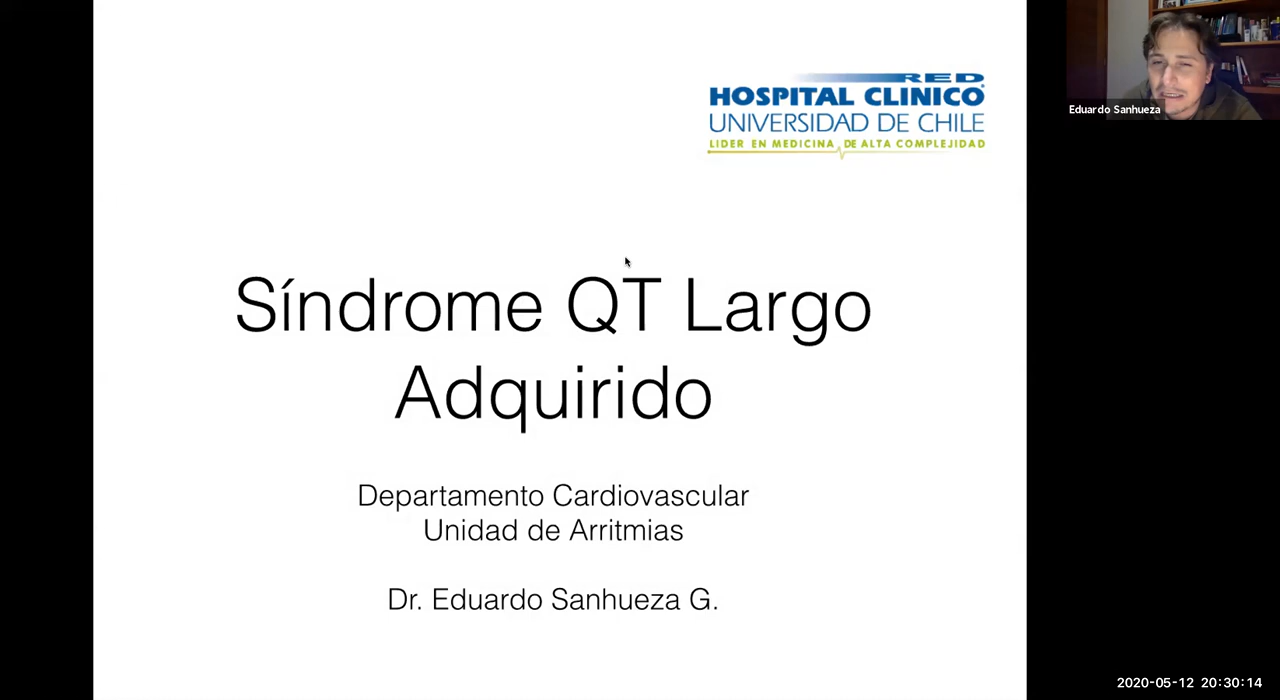 RED
HOSPITAL CLINICO
UNIVERSIDAD DE CHILE
LIDER EN MEDICINA DE ALTA COMPLEJIDAD
Eduardo Sanhueza
Síndrome QT Largo
Adquirido
Departamento Cardiovascular
Unidad de Arritmias
Dr. Eduardo Sanhueza G.
2020-05-12 20:30:14